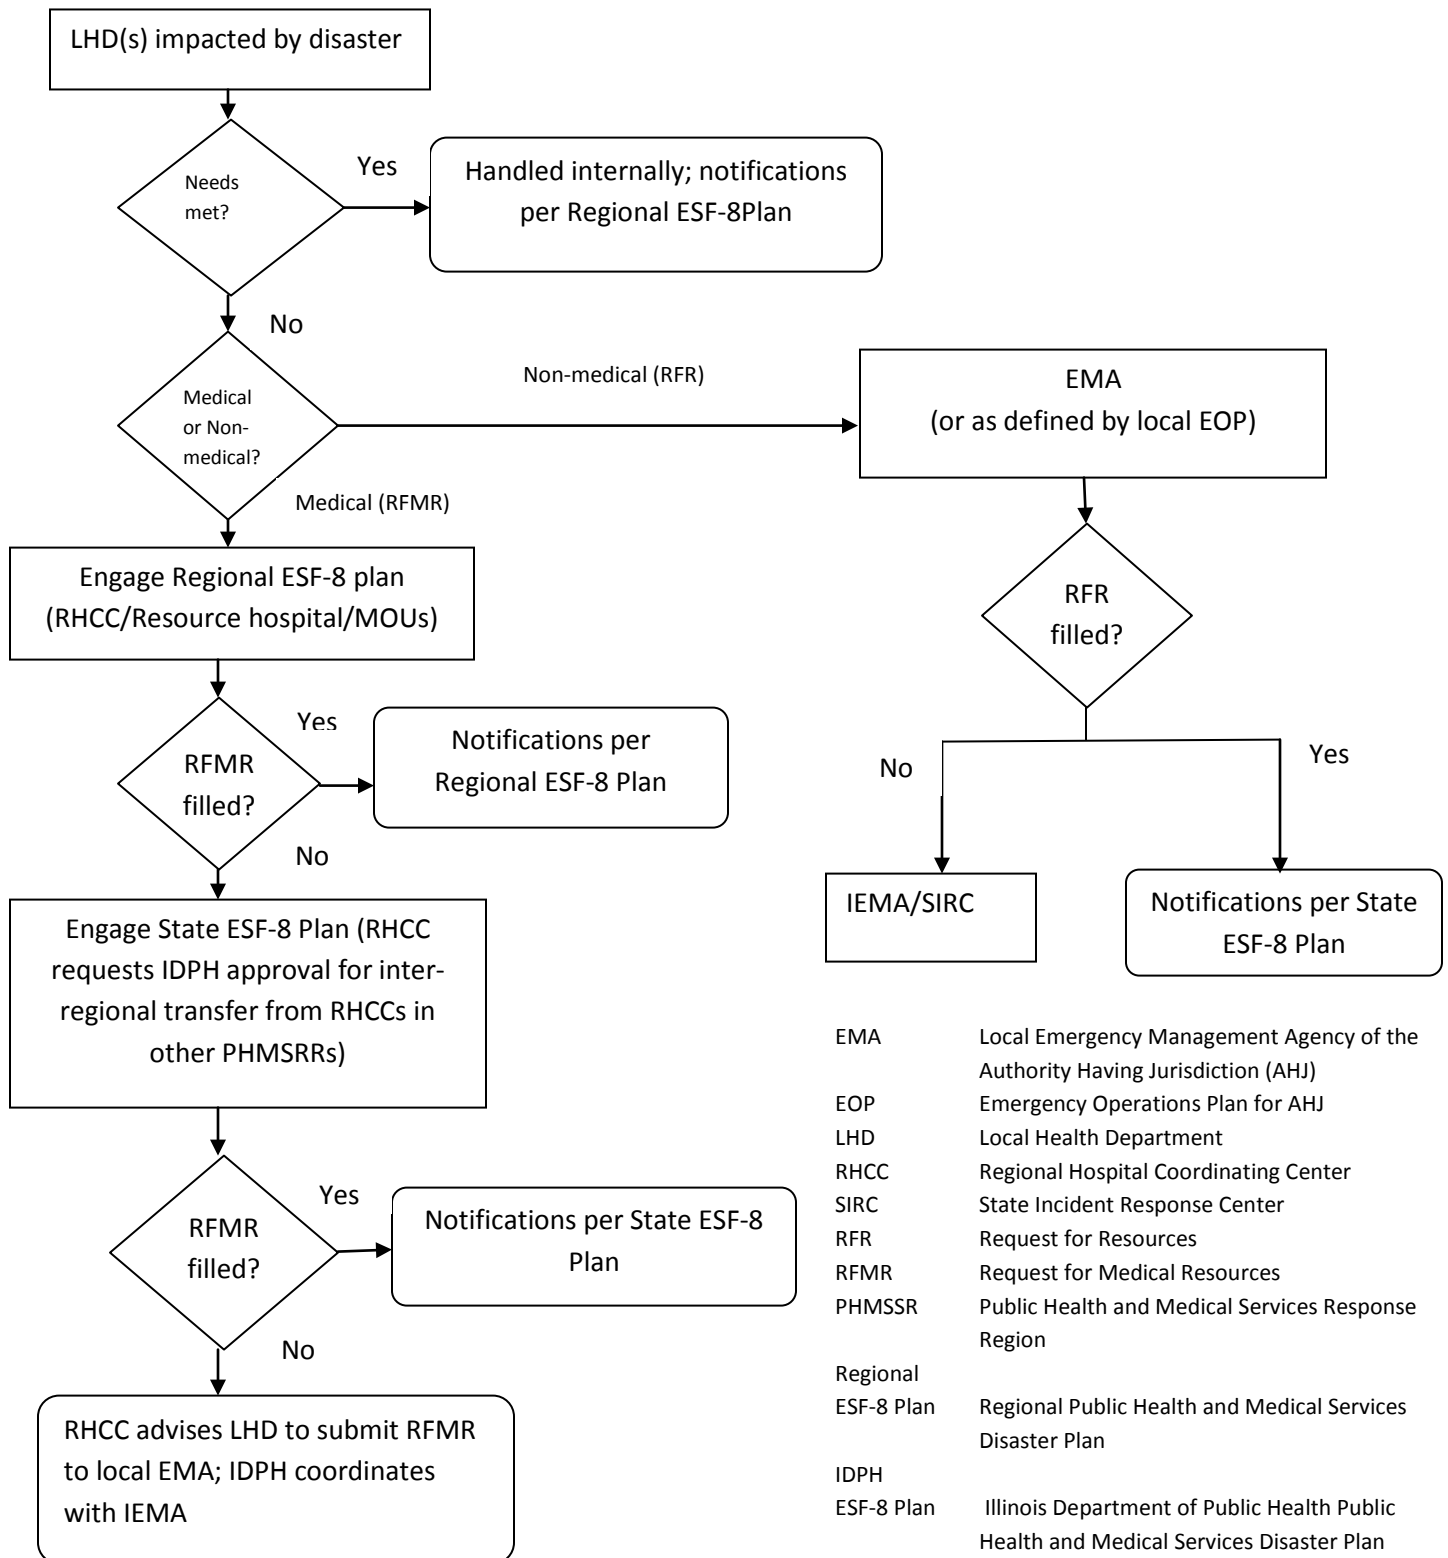 LHD(s) impacted by disaster
Needs
met?
Yes
Handled internally; notifications
per Regional ESF-8Plan
No
Medical
or Non-
medical?
Non-medical (RFR)
EMA
(or as defined by local EOP)
Medical (RFMR)
Engage Regional ESF-8 plan
(RHCC/Resource hospital/MOUs)
RFR
filled?
RFMR
filled?
Yes
Notifications per
Regional ESF-8 Plan
No
No
Yes
IEMA/SIRC
Notifications per State
ESF-8 Plan
Engage State ESF-8 Plan (RHCC
requests IDPH approval for inter-
regional transfer from RHCCs in
other PHMSRRs)
RFMR
filled?
Yes
Notifications per State ESF-8
Plan
No
RHCC advises LHD to submit RFMR
to local EMA; IDPH coordinates
with IEMA
EMA Local Emergency Management Agency of the
Authority Having Jurisdiction (AHJ)
EOP Emergency Operations Plan for AHJ
LHD Local Health Department
RHCC Regional Hospital Coordinating Center
SIRC State Incident Response Center
RFR Request for Resources
RFMR Request for Medical Resources
PHMSSR Public Health and Medical Services Response
Region
Regional
ESF-8 Plan Regional Public Health and Medical Services
Disaster Plan
IDPH
ESF-8 Plan Illinois Department of Public Health Public
Health and Medical Services Disaster Plan